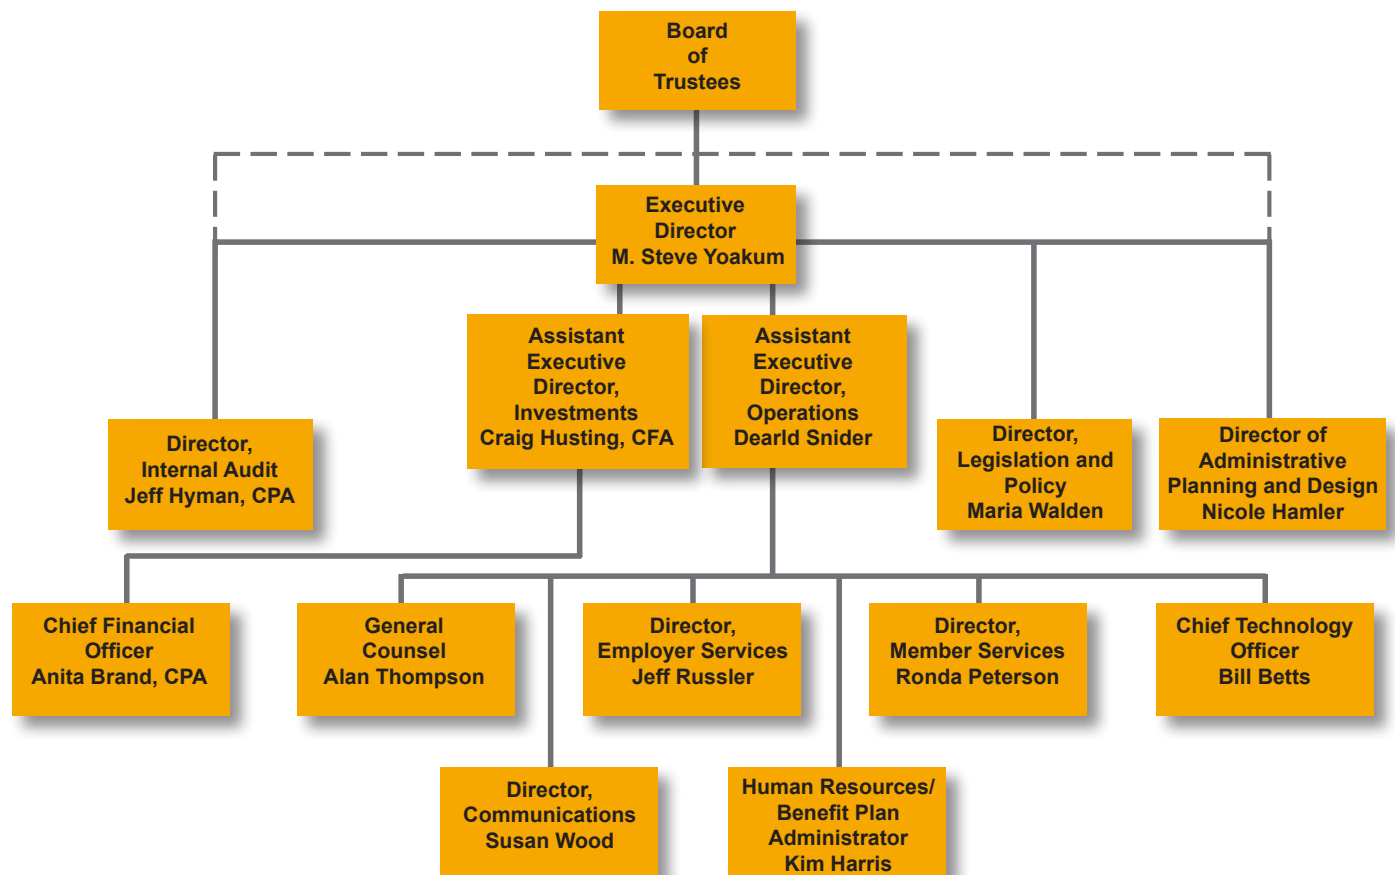 Board
of
Trustees
Executive
Director
M. Steve Yoakum
Assistant
Executive
Director,
Investments
Craig Husting, CFA
Assistant
Executive
Director,
Operations
Dearld Snider
Director,
Internal Audit
Jeff Hyman, CPA
Director,
Legislation and
Policy
Maria Walden
Director of
Administrative
Planning and Design
Nicole Hamler
Chief Financial
Officer
Anita Brand, CPA
General
Counsel
Alan Thompson
Director,
Employer Services
Jeff Russler
Director,
Member Services
Ronda Peterson
Chief Technology
Officer
Bill Betts
Director,
Communications
Susan Wood
Human Resources/
Benefit Plan
Administrator
Kim Harris